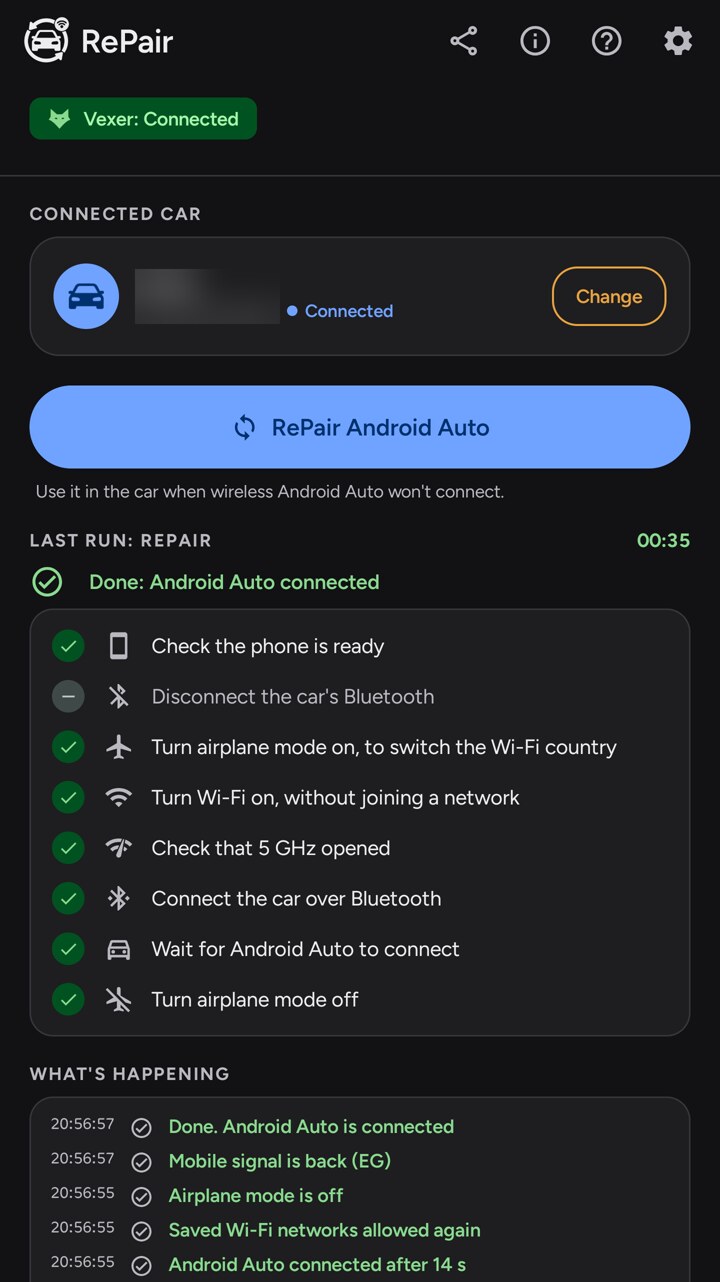 RePair
Vexer: Connected
CONNECTED CAR
Connected
Change
RePair Android Auto
Use it in the car when wireless Android Auto won't connect.
LAST RUN: REPAIR
00:35
Done: Android Auto connected
Check the phone is ready
Disconnect the car's Bluetooth
Turn airplane mode on, to switch the Wi-Fi country
Turn Wi-Fi on, without joining a network
Check that 5 GHz opened
Connect the car over Bluetooth
Wait for Android Auto to connect
Turn airplane mode off
WHAT'S HAPPENING
20:56:57 Done. Android Auto is connected
20:56:57 Mobile signal is back (EG)
20:56:55 Airplane mode is off
20:56:55 Saved Wi-Fi networks allowed again
20:56:55 Android Auto connected after 14 s